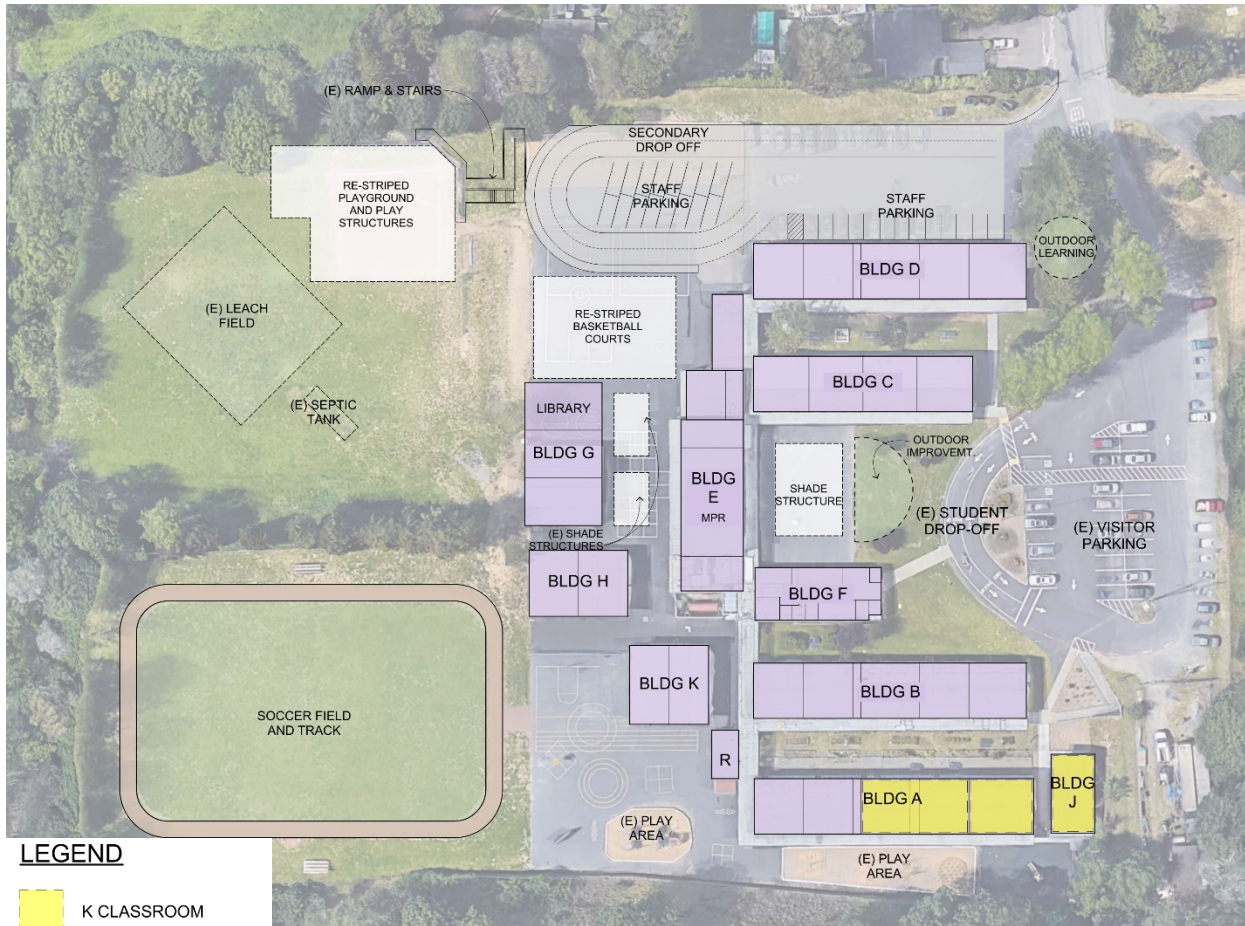 (E) RAMP & STAIRS
SECONDARY
DROP OFF
RE-STRIPED
PLAYGROUND
AND PLAY
STRUCTURES
STAFF
PARKING
STAFF
PARKING
OUTDOOR
LEARNING
BLDG D
(E) LEACH
FIELD
RE-STRIPED
BASKETBALL
COURTS
BLDG C
(E) SEPTIC
TANK
LIBRARY
BLDG G
OUTDOOR
IMPROVEMT.
BLDG
E
MPR
SHADE
STRUCTURE
(E) STUDENT
DROP-OFF
(E) VISITOR
PARKING
(E) SHADE
STRUCTURES
BLDG H
BLDG F
BLDG K
BLDG B
SOCCER FIELD
AND TRACK
R
BLDG A
BLDG
J
(E) PLAY
AREA
(E) PLAY
AREA
LEGEND
K CLASSROOM